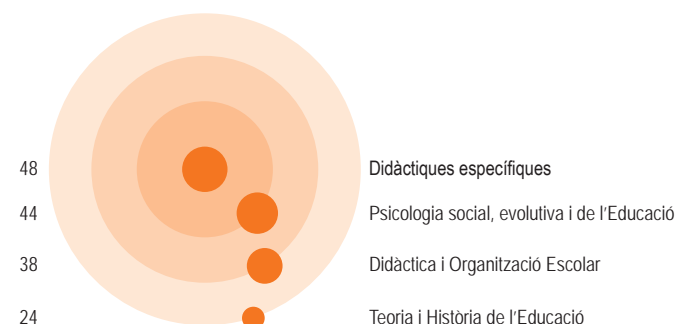 48 Didàctiques específiques
44 Psicologia social, evolutiva i de l'Educació
38 Didàctica i Organització Escolar
24 Teoria i Història de l'Educació